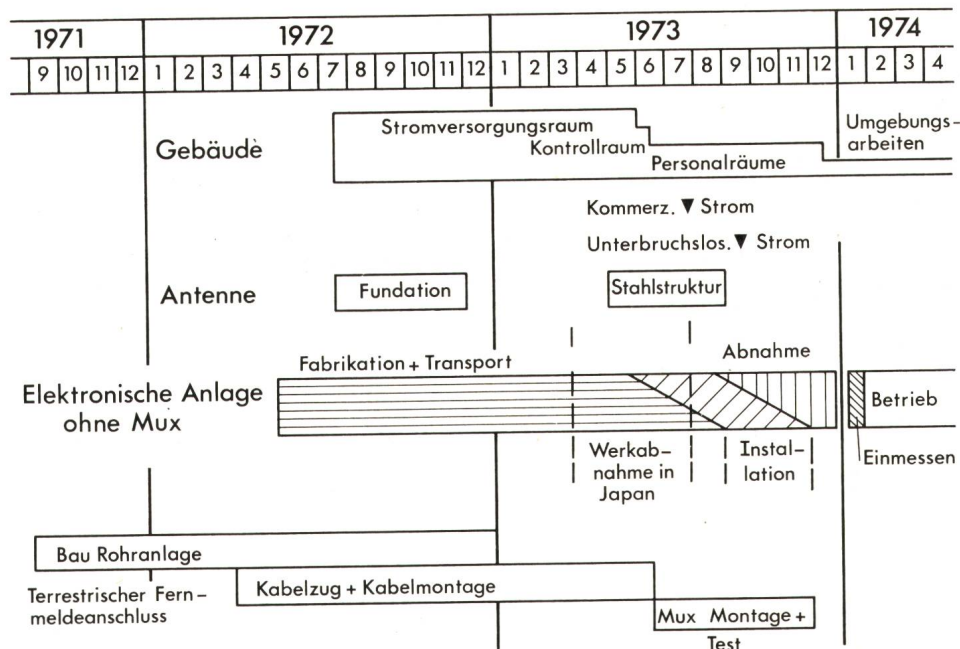 1971 1972 1973 1974
9 10 11 12 1 2 3 4 5 6 7 8 9 10 11 12 1 2 3 4 5 6 7 8 9 10 11 12 1 2 3 4
Gebäude
Stromversorgungsraum
Kontrollraum
Personalräume
Umgebungs-
arbeiten
Kommerz. ▼ Strom
Unterbruchslos. ▼ Strom
Antenne
Fundation
Stahlstruktur
Fabrikation + Transport
Abnahme
Elektronische Anlage
ohne Mux
Betrieb
Werkab-
nahme in
Japan
Instal-
lation
Einmessen
Bau Rohranlage
Terrestrischer Fern-
meldeanschluss
Kabelzug + Kabelmontage
Mux Montage +
Test